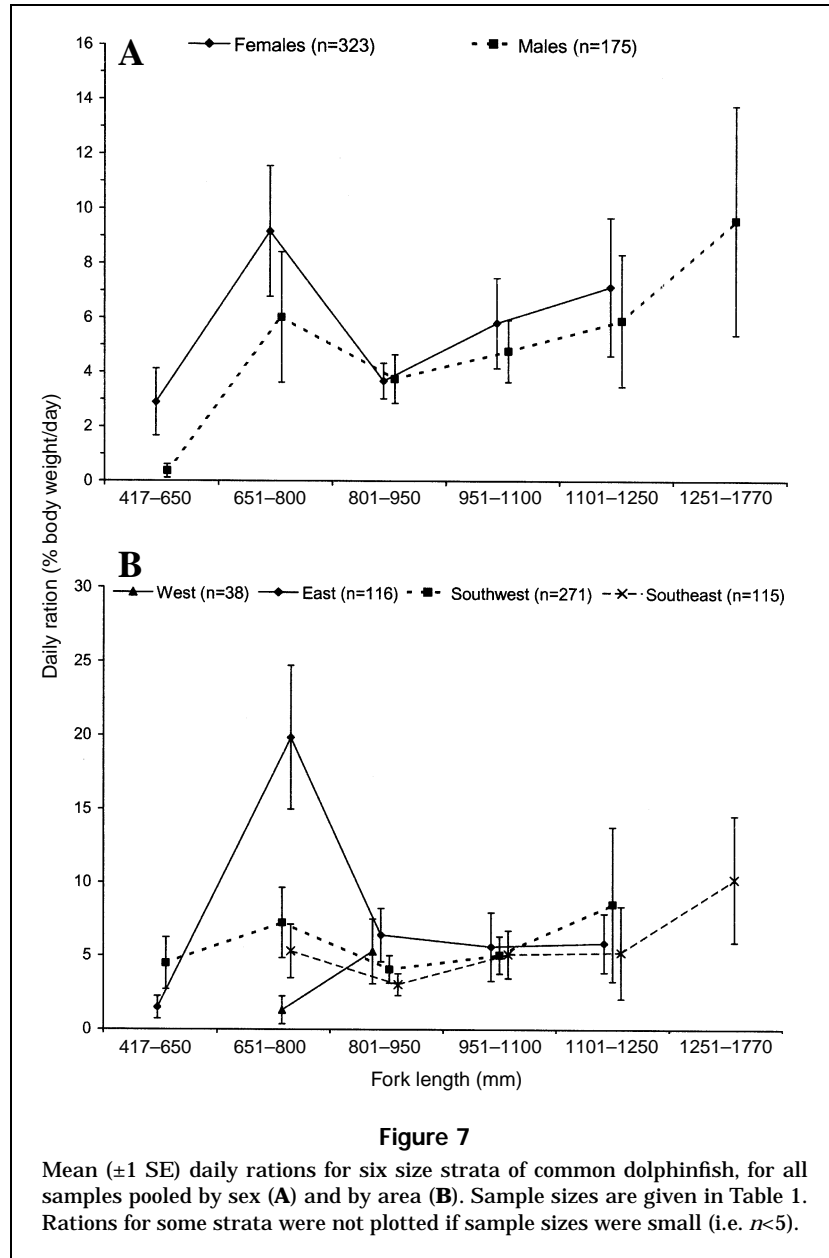 A
Females (n=323) Males (n=175)
16
14
12
10
8
6
4
2
0
417–650 651–800 801–950 951–1100 1101–1250 1251–1770
Daily ration (% body weight/day)
B
West (n=38) East (n=116) Southwest (n=271) Southeast (n=115)
30
25
20
15
10
5
0
417–650 651–800 801–950 951–1100 1101–1250 1251–1770
Fork length (mm)
Figure 7
Mean (±1 SE) daily rations for six size strata of common dolphinfish, for all
samples pooled by sex (A) and by area (B). Sample sizes are given in Table 1.
Rations for some strata were not plotted if sample sizes were small (i.e. n<5).